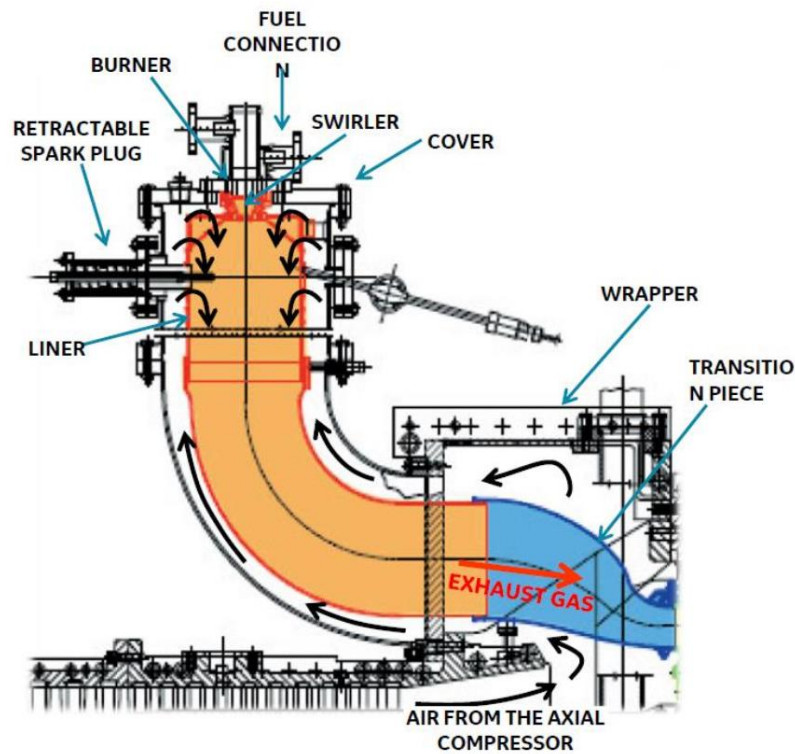 FUEL
CONNECTIO
N
BURNER
SWIRLER
RETRACTABLE
SPARK PLUG
COVER
WRAPPER
LINER
TRANSITIO
N PIECE
EXHAUST GAS
AIR FROM THE AXIAL
COMPRESSOR